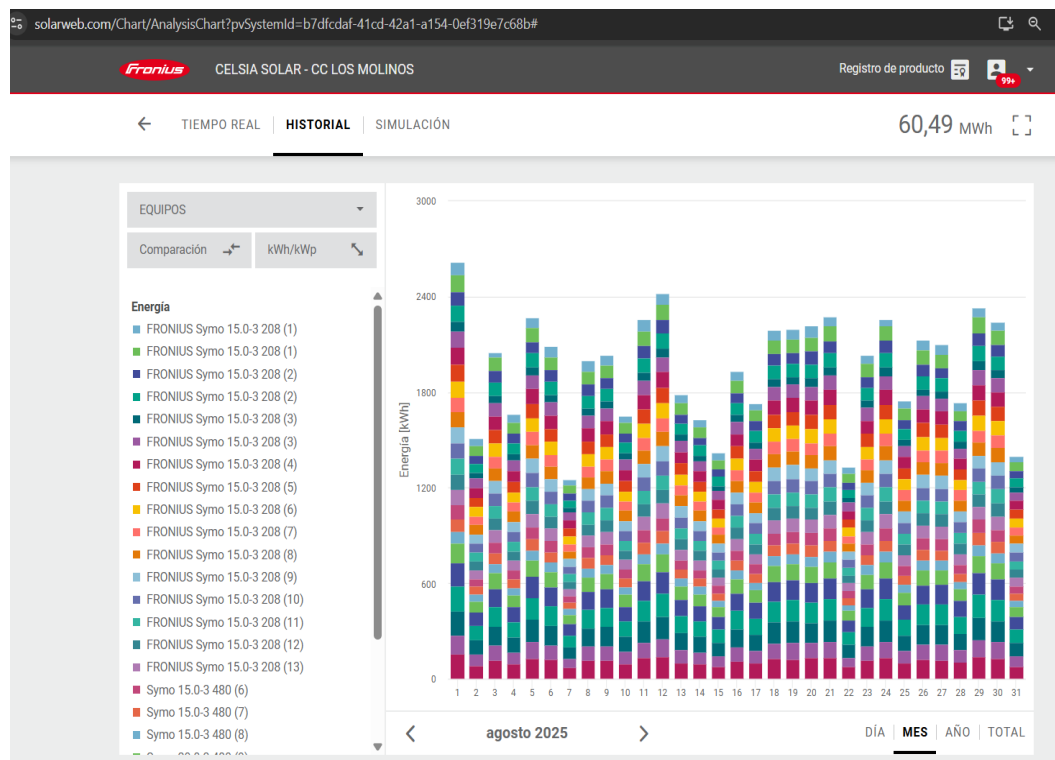 solarweb.com/Chart/AnalysisChart?pvSystemId=b7dfcdaf-41cd-42a1-a154-0ef319e7c68b#
Fronius CELSIA SOLAR - CC LOS MOLINOS Registro de producto 99+
TIEMPO REAL HISTORIAL SIMULACIÓN 60,49 MWh
EQUIPOS
Comparación kWh/kWp
Energía
FRONIUS Symo 15.0-3 208 (1)
FRONIUS Symo 15.0-3 208 (1)
FRONIUS Symo 15.0-3 208 (2)
FRONIUS Symo 15.0-3 208 (2)
FRONIUS Symo 15.0-3 208 (3)
FRONIUS Symo 15.0-3 208 (3)
FRONIUS Symo 15.0-3 208 (4)
FRONIUS Symo 15.0-3 208 (5)
FRONIUS Symo 15.0-3 208 (6)
FRONIUS Symo 15.0-3 208 (7)
FRONIUS Symo 15.0-3 208 (8)
FRONIUS Symo 15.0-3 208 (9)
FRONIUS Symo 15.0-3 208 (10)
FRONIUS Symo 15.0-3 208 (11)
FRONIUS Symo 15.0-3 208 (12)
FRONIUS Symo 15.0-3 208 (13)
Symo 15.0-3 480 (6)
Symo 15.0-3 480 (7)
Symo 15.0-3 480 (8)
Energía [kWh]
3000
2400
1800
1200
600
0
1 2 3 4 5 6 7 8 9 10 11 12 13 14 15 16 17 18 19 20 21 22 23 24 25 26 27 28 29 30 31
agosto 2025
DÍA MES AÑO TOTAL